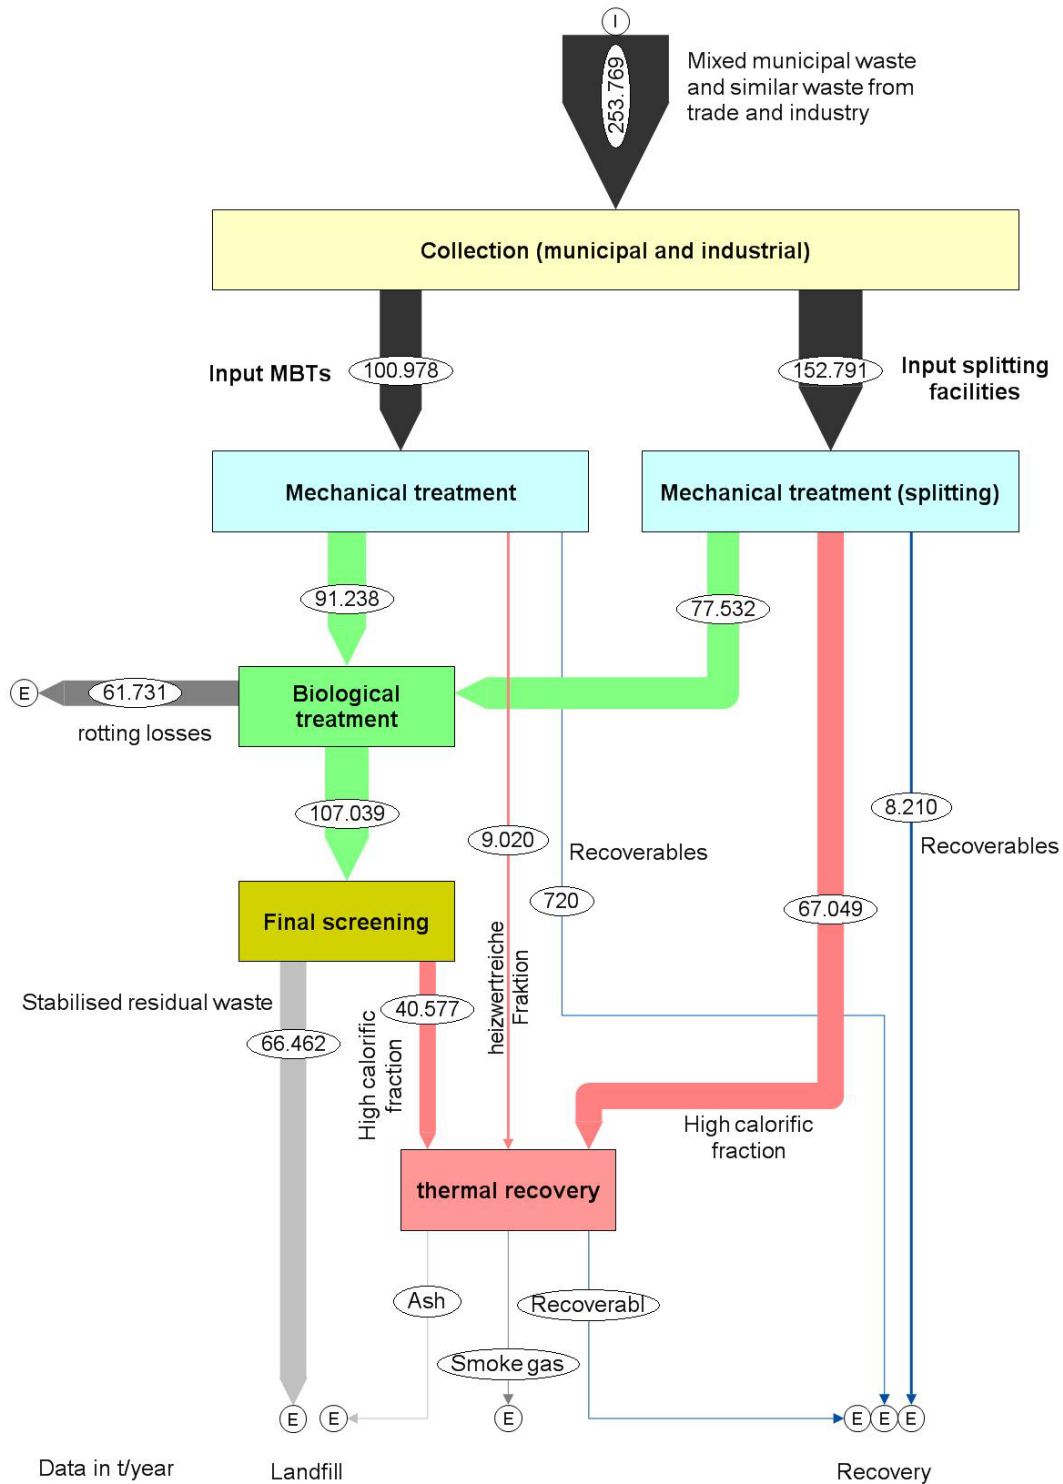 I
253.769
Mixed municipal waste
and similar waste from
trade and industry
Collection (municipal and industrial)
Input MBTs
100.978
152.791
Input splitting
facilities
Mechanical treatment
Mechanical treatment (splitting)
91.238
77.532
E
61.731
rotting losses
Biological
treatment
107.039
9.020
Recoverables
8.210
Recoverables
720
67.049
Final screening
heizwertreiche
Fraktion
Stabilised residual waste
40.577
66.462
High calorific
fraction
High calorific
fraction
thermal recovery
Ash
Recoverabl
Smoke gas
E
E
E
E
E
E
Data in t/year
Landfill
Recovery